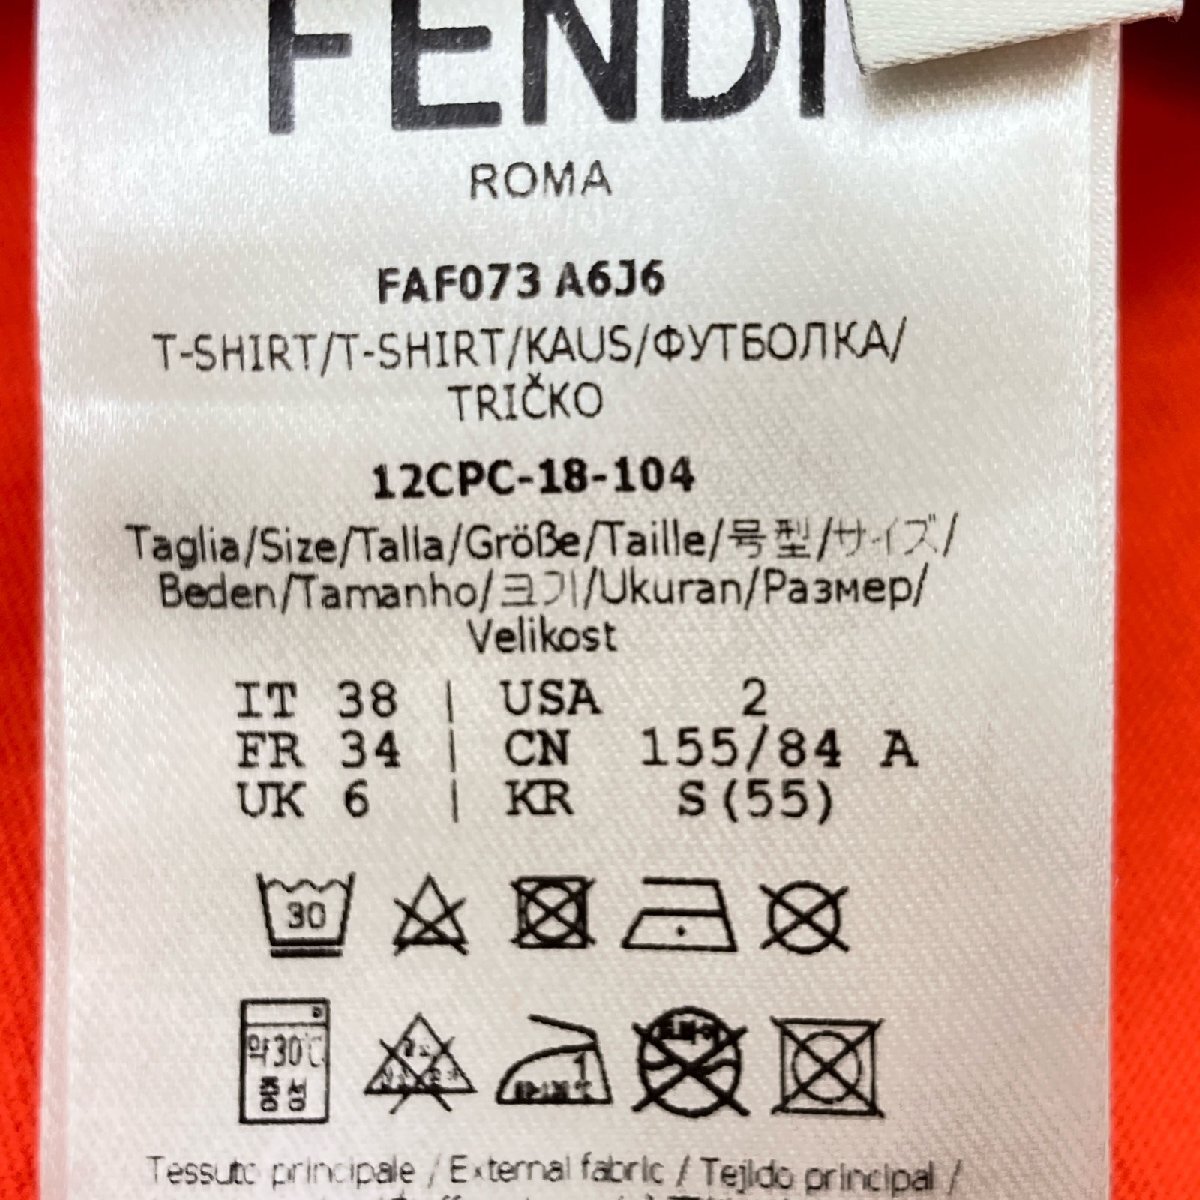 FENDI
ROMA
FAF073 A6J6
T-SHIRT/T-SHIRT/KAUS/ФУТБОЛКА/
TRIČKO
12CPC-18-104
Taglia/Size/Talla/Größe/Taille/号型/サイズ/
Beden/Tamanho/크기/Ukuran/Размер/
Velikost
IT 38 | USA 2
FR 34 | CN 155/84 A
UK 6 | KR S(55)
30
약30℃
중성
1
Tessuto principale / External fabric / Tejido principal /